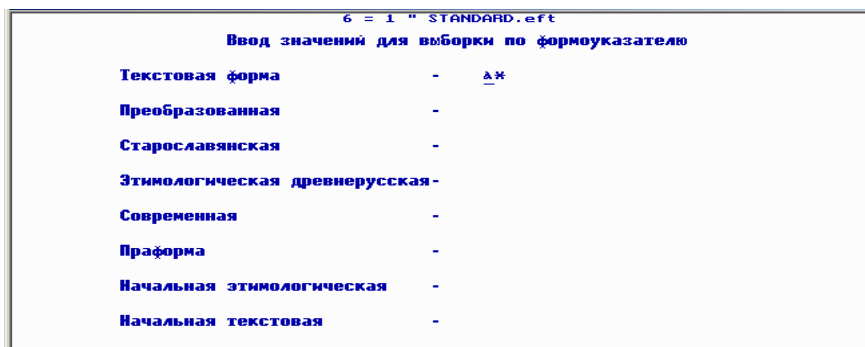 6 = 1 " STANDARD.eft
Ввод значений для выборки по формоуказателю
Текстовая форма - а*
Преобразованная -
Старославянская -
Этимологическая древнерусская-
Современная -
Праформа -
Начальная этимологическая -
Начальная текстовая -